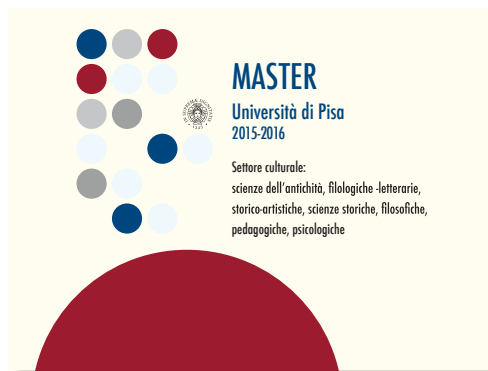 MASTER
Università di Pisa
2015-2016
Settore culturale:
scienze dell'antichità, filologiche -letterarie,
storico-artistiche, scienze storiche, filosofiche,
pedagogiche, psicologiche